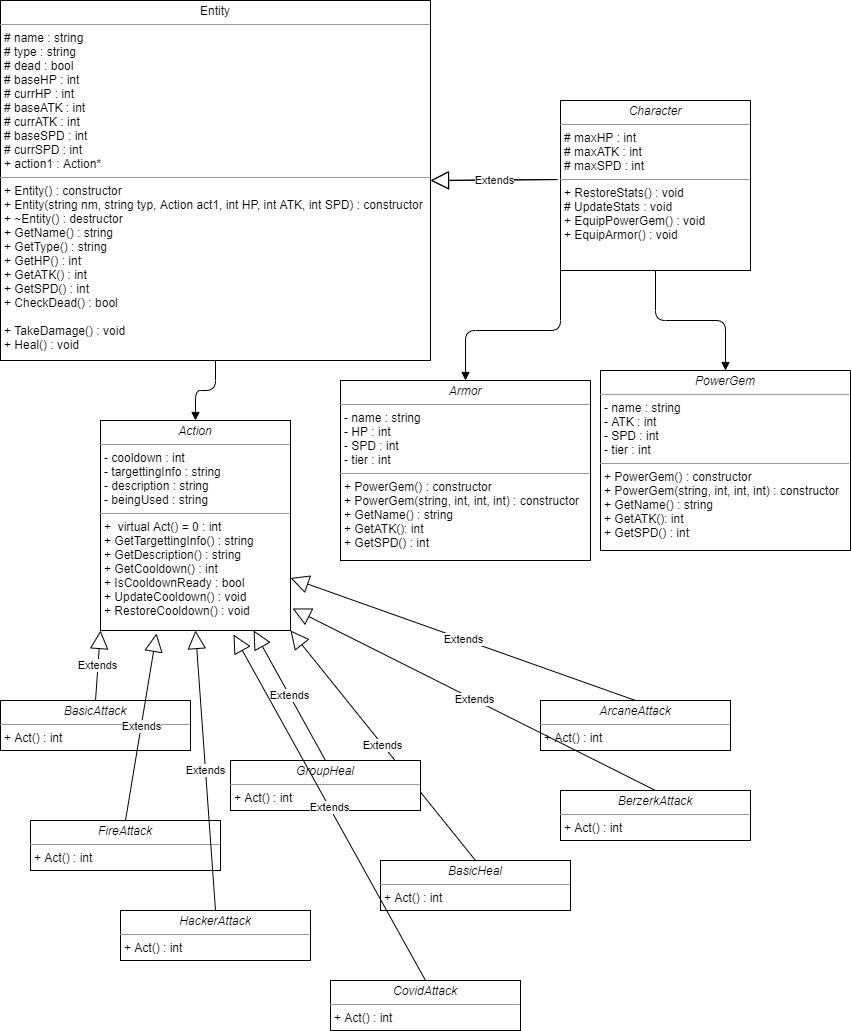 Entity
# name : string
# type : string
# dead : bool
# baseHP : int
# currHP : int
# baseATK : int
# currATK : int
# baseSPD : int
# currSPD : int
+ action1 : Action*
+ Entity() : constructor
+ Entity(string nm, string typ, Action act1, int HP, int ATK, int SPD) : constructor
+ ~Entity() : destructor
+ GetName() : string
+ GetType() : string
+ GetHP() : int
+ GetATK() : int
+ GetSPD() : int
+ CheckDead() : bool
+ TakeDamage() : void
+ Heal() : void
Extends
Character
# maxHP : int
# maxATK : int
# maxSPD : int
+ RestoreStats() : void
# UpdateStats : void
+ EquipPowerGem() : void
+ EquipArmor() : void
Armor
- name : string
- HP : int
- SPD : int
- tier : int
+ PowerGem() : constructor
+ PowerGem(string, int, int, int) : constructor
+ GetName() : string
+ GetATK(): int
+ GetSPD() : int
PowerGem
- name : string
- ATK : int
- SPD : int
- tier : int
+ PowerGem() : constructor
+ PowerGem(string, int, int, int) : constructor
+ GetName() : string
+ GetATK(): int
+ GetSPD() : int
Action
- cooldown : int
- targettingInfo : string
- description : string
- beingUsed : string
+ virtual Act() = 0 : int
+ GetTargettingInfo() : string
+ GetDescription() : string
+ GetCooldown() : int
+ IsCooldownReady : bool
+ UpdateCooldown() : void
+ RestoreCooldown() : void
Extends
Extends
Extends
Extends
Extends
Extends
Extends
Extends
BasicAttack
+ Act() : int
ArcaneAttack
+ Act() : int
GroupHeal
+ Act() : int
BerzerkAttack
+ Act() : int
FireAttack
+ Act() : int
BasicHeal
+ Act() : int
HackerAttack
+ Act() : int
CovidAttack
+ Act() : int